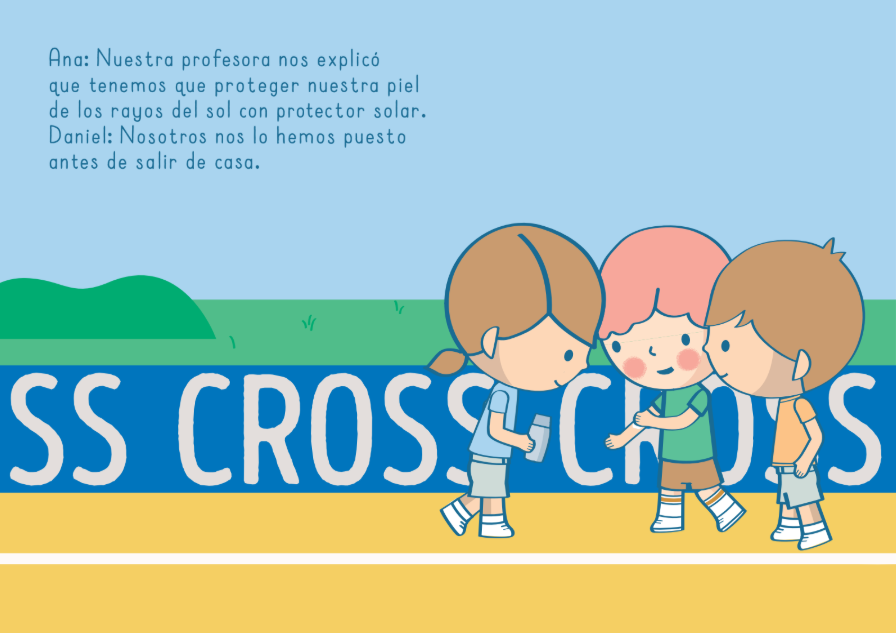 Ana: Nuestra profesora nos explicó
que tenemos que proteger nuestra piel
de los rayos del sol con protector solar.
Daniel: Nosotros nos lo hemos puesto
antes de salir de casa.
SS CROSS CROSS